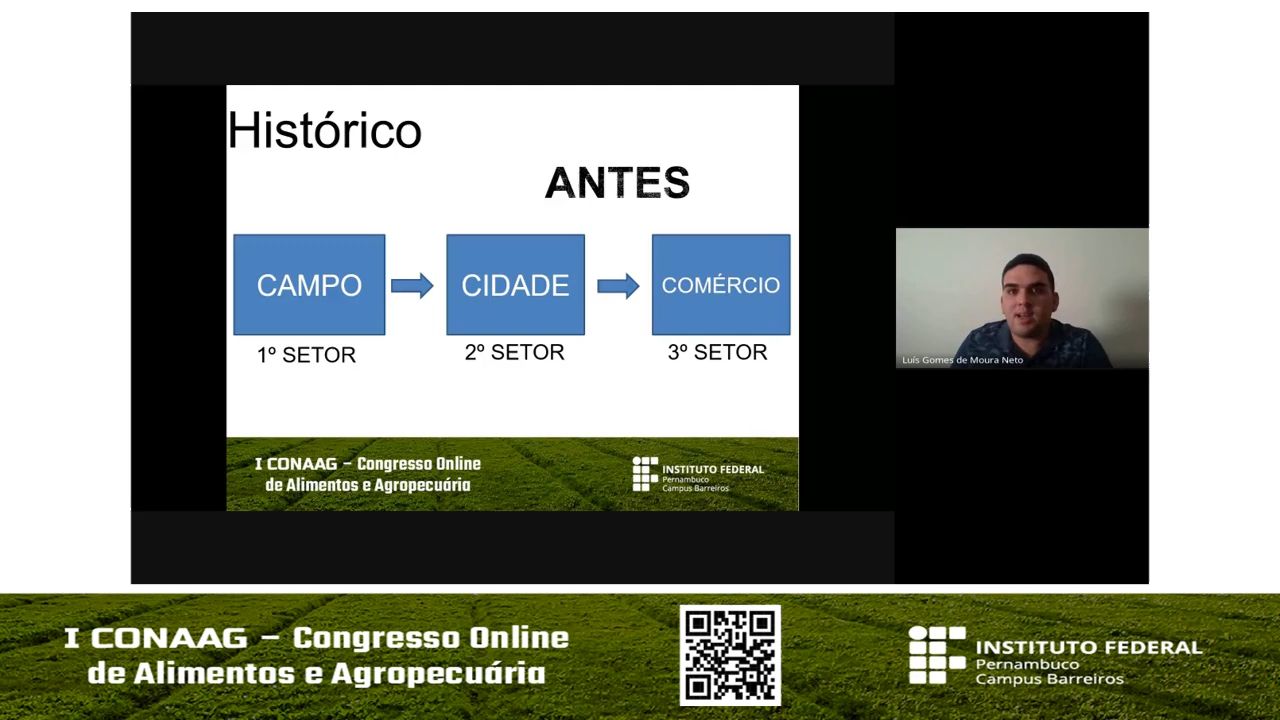 Histórico
ANTES
CAMPO
CIDADE
COMÉRCIO
1º SETOR
2º SETOR
3º SETOR
I CONAAG – Congresso Online
de Alimentos e Agropecuária
INSTITUTO FEDERAL
Pernambuco
Campus Barreiros
Luís Gomes de Moura Neto
I CONAAG – Congresso Online
de Alimentos e Agropecuária
INSTITUTO FEDERAL
Pernambuco
Campus Barreiros